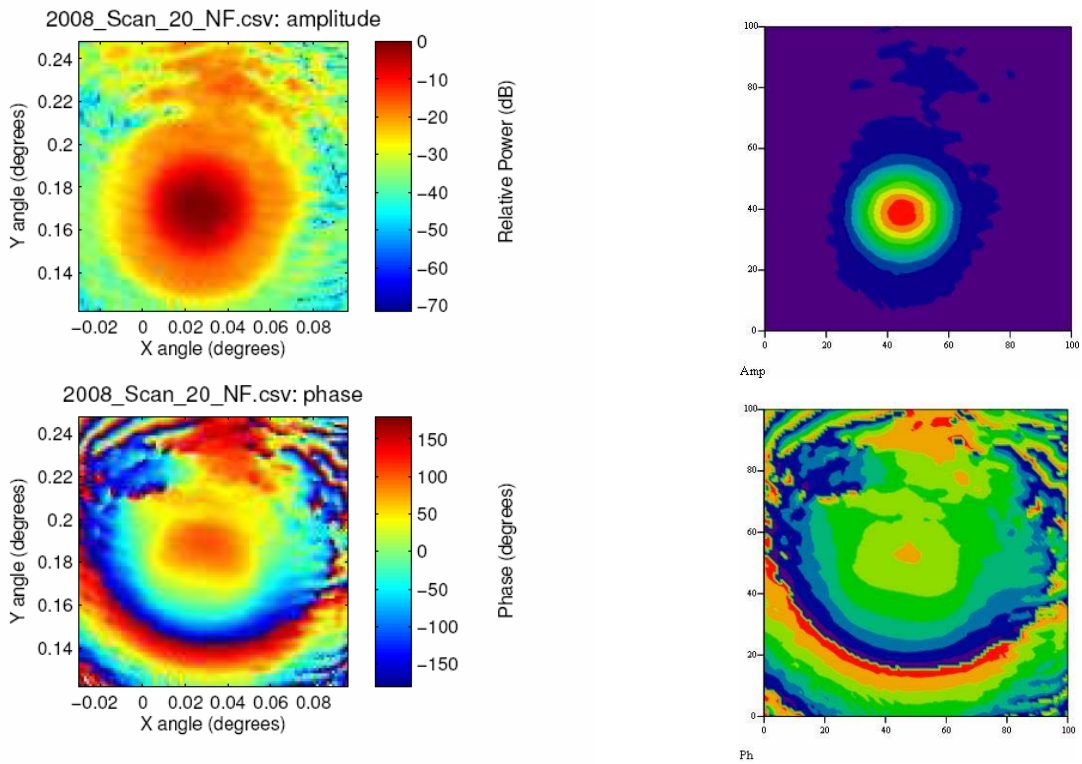 2008_Scan_20_NF.csv: amplitude
0.24
0.22
0.2
0.18
0.16
0.14
Y angle (degrees)
−0.02 0 0.02 0.04 0.06 0.08
X angle (degrees)
0
−10
−20
−30
−40
−50
−60
−70
Relative Power (dB)
100
80
60
40
20
0
0 20 40 60 80 100
Amp
2008_Scan_20_NF.csv: phase
0.24
0.22
0.2
0.18
0.16
0.14
Y angle (degrees)
−0.02 0 0.02 0.04 0.06 0.08
X angle (degrees)
150
100
50
0
−50
−100
−150
Phase (degrees)
100
80
60
40
20
0
0 20 40 60 80 100
Ph